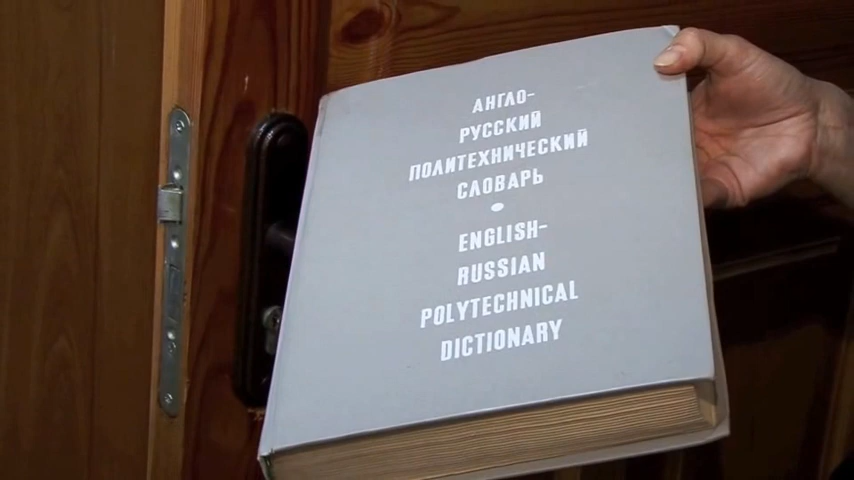 АНГЛО-
РУССКИЙ
ПОЛИТЕХНИЧЕСКИЙ
СЛОВАРЬ
ENGLISH-
RUSSIAN
POLYTECHNICAL
DICTIONARY